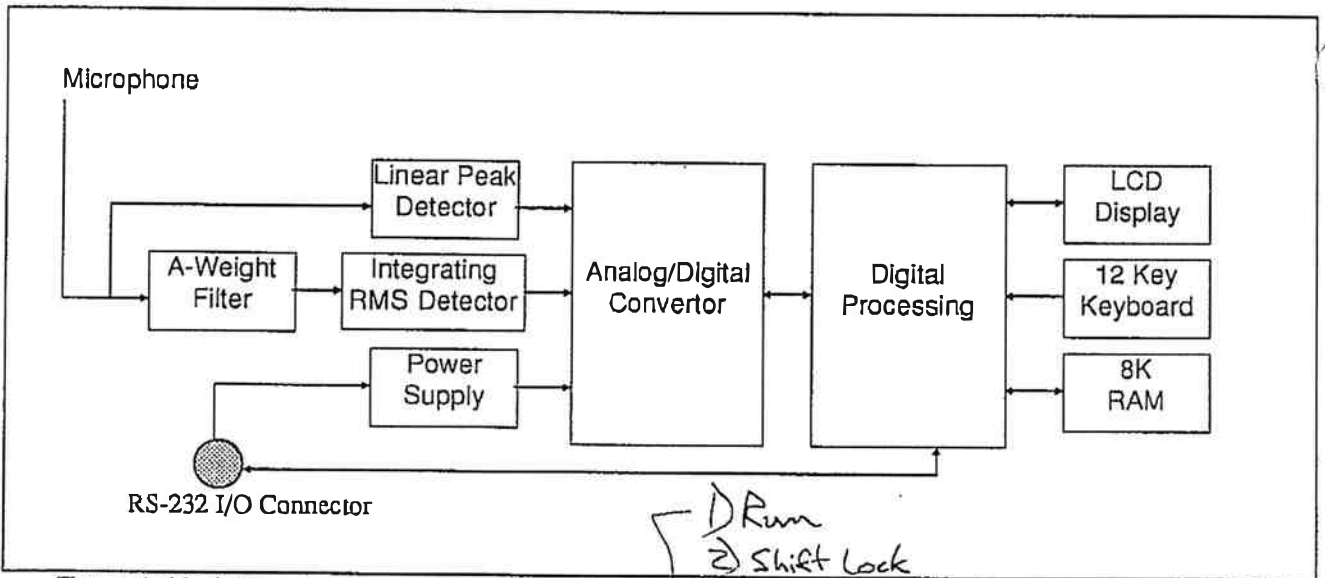 Microphone
Linear Peak
Detector
A-Weight
Filter
Integrating
RMS Detector
Power
Supply
Analog/Digital
Convertor
Digital
Processing
LCD
Display
12 Key
Keyboard
8K
RAM
RS-232 I/O Connector
1) Run
2) Shift Lock